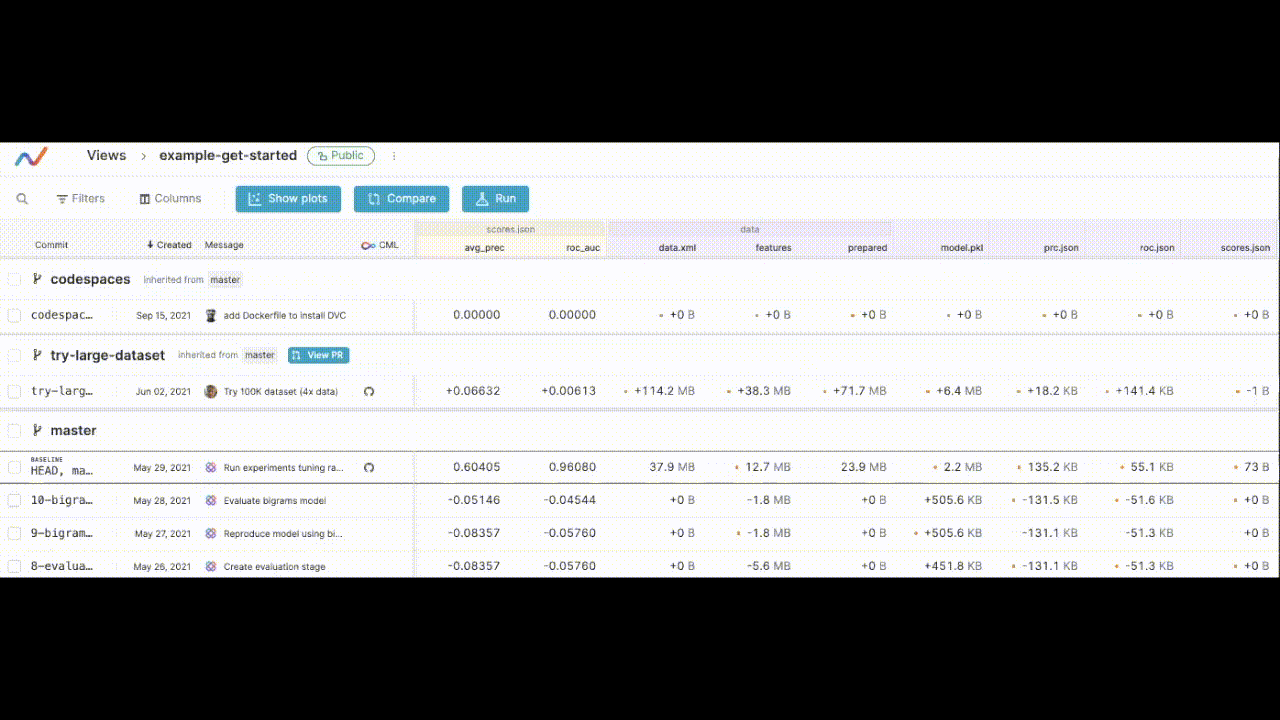 Views > example-get-started Public
Filters Columns Show plots Compare Run
scores.json data
Commit Created Message CML avg_prec roc_auc data.xml features prepared model.pkl prc.json roc.json scores.json
codespaces inherited from master
codespac… Sep 15, 2021 add Dockerfile to install DVC 0.00000 0.00000 +0 B +0 B +0 B +0 B +0 B +0 B +0 B
try-large-dataset inherited from master View PR
try-larg… Jun 02, 2021 Try 100K dataset (4x data) +0.06632 +0.00613 +114.2 MB +38.3 MB +71.7 MB +6.4 MB +18.2 KB +141.4 KB -1 B
master
BASELINE
HEAD, ma… May 29, 2021 Run experiments tuning ra... 0.60405 0.96080 37.9 MB 12.7 MB 23.9 MB 2.2 MB 135.2 KB 55.1 KB 73 B
10-bigra… May 28, 2021 Evaluate bigrams model -0.05146 -0.04544 +0 B -1.8 MB +0 B +505.6 KB -131.5 KB -51.6 KB +0 B
9-bigram… May 27, 2021 Reproduce model using bi... -0.08357 -0.05760 +0 B -1.8 MB +0 B +505.6 KB -131.1 KB -51.3 KB +0 B
8-evalua… May 26, 2021 Create evaluation stage -0.08357 -0.05760 +0 B -5.6 MB +0 B +451.8 KB -131.1 KB -51.3 KB +0 B